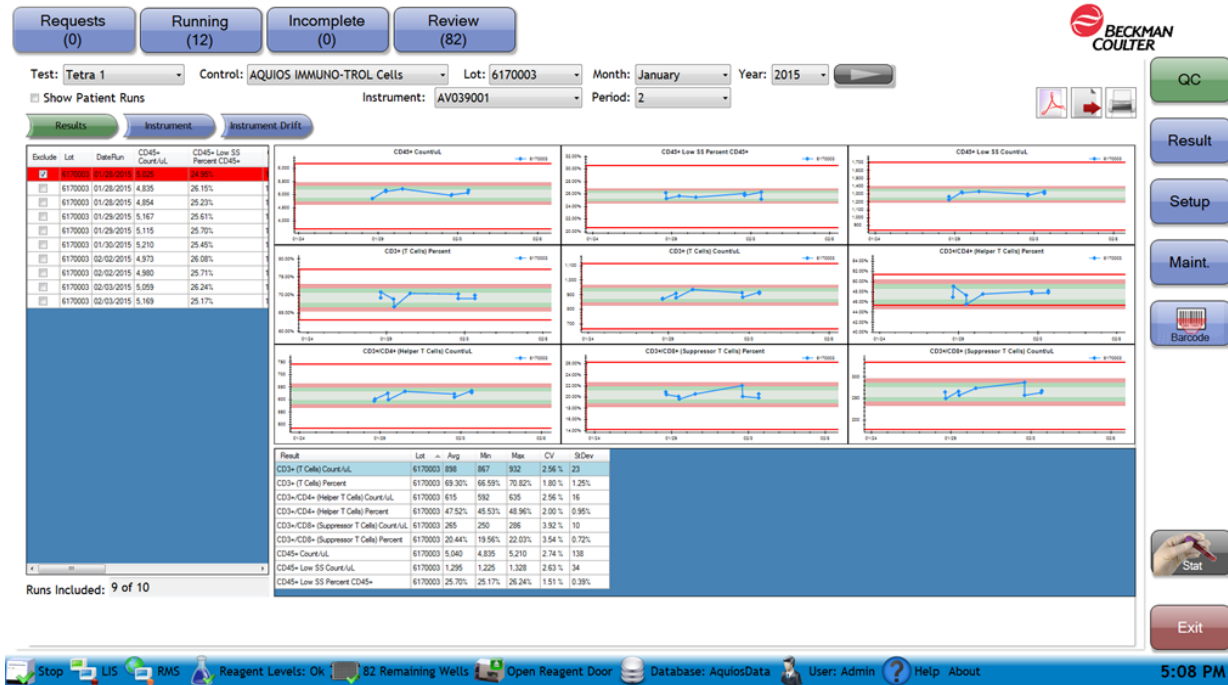 Requests (0)
Running (12)
Incomplete (0)
Review (82)
BECKMAN COULTER
Test: Tetra 1 Control: AQUIOS IMMUNO-TROL Cells Lot: 6170003 Month: January Year: 2015
Show Patient Runs Instrument: AV039001 Period: 2
Results Instrument Instrument Drift
Exclude Lot DateRun CD45+ Count/uL CD45+ Low SS Percent CD45+
6170003 01/28/2015 5,025 24.95%
6170003 01/28/2015 4,835 26.15%
6170003 01/28/2015 4,854 25.23%
6170003 01/29/2015 5,167 25.61%
6170003 01/29/2015 5,115 25.70%
6170003 01/30/2015 5,210 25.45%
6170003 02/02/2015 4,973 26.08%
6170003 02/02/2015 4,980 25.71%
6170003 02/03/2015 5,059 26.24%
6170003 02/03/2015 5,169 25.17%
Runs Included: 9 of 10
CD45+ Count/uL
CD45+ Low SS Percent CD45+
CD45+ Low SS Count/uL
CD3+ (T Cells) Percent
CD3+ (T Cells) Count/uL
CD3+/CD4+ (Helper T Cells) Percent
CD3+/CD4+ (Helper T Cells) Count/uL
CD3+/CD8+ (Suppressor T Cells) Percent
CD3+/CD8+ (Suppressor T Cells) Count/uL
Result Lot Avg Min Max CV StDev
CD3+ (T Cells) Count/uL 6170003 898 867 932 2.56 % 23
CD3+ (T Cells) Percent 6170003 69.30% 66.59% 70.82% 1.80 % 1.25%
CD3+/CD4+ (Helper T Cells) Count/uL 6170003 615 592 635 2.56 % 16
CD3+/CD4+ (Helper T Cells) Percent 6170003 47.52% 45.53% 48.96% 2.00 % 0.95%
CD3+/CD8+ (Suppressor T Cells) Count/uL 6170003 265 250 286 3.92 % 10
CD3+/CD8+ (Suppressor T Cells) Percent 6170003 20.44% 19.56% 22.03% 3.54 % 0.72%
CD45+ Count/uL 6170003 5,040 4,835 5,210 2.74 % 138
CD45+ Low SS Count/uL 6170003 1,295 1,225 1,328 2.63 % 34
CD45+ Low SS Percent CD45+ 6170003 25.70% 25.17% 26.24% 1.51 % 0.39%
QC
Result
Setup
Maint.
Barcode
Stat
Exit
Stop LIS RMS Reagent Levels: Ok 82 Remaining Wells Open Reagent Door Database: AquiosData User: Admin Help About 5:08 PM